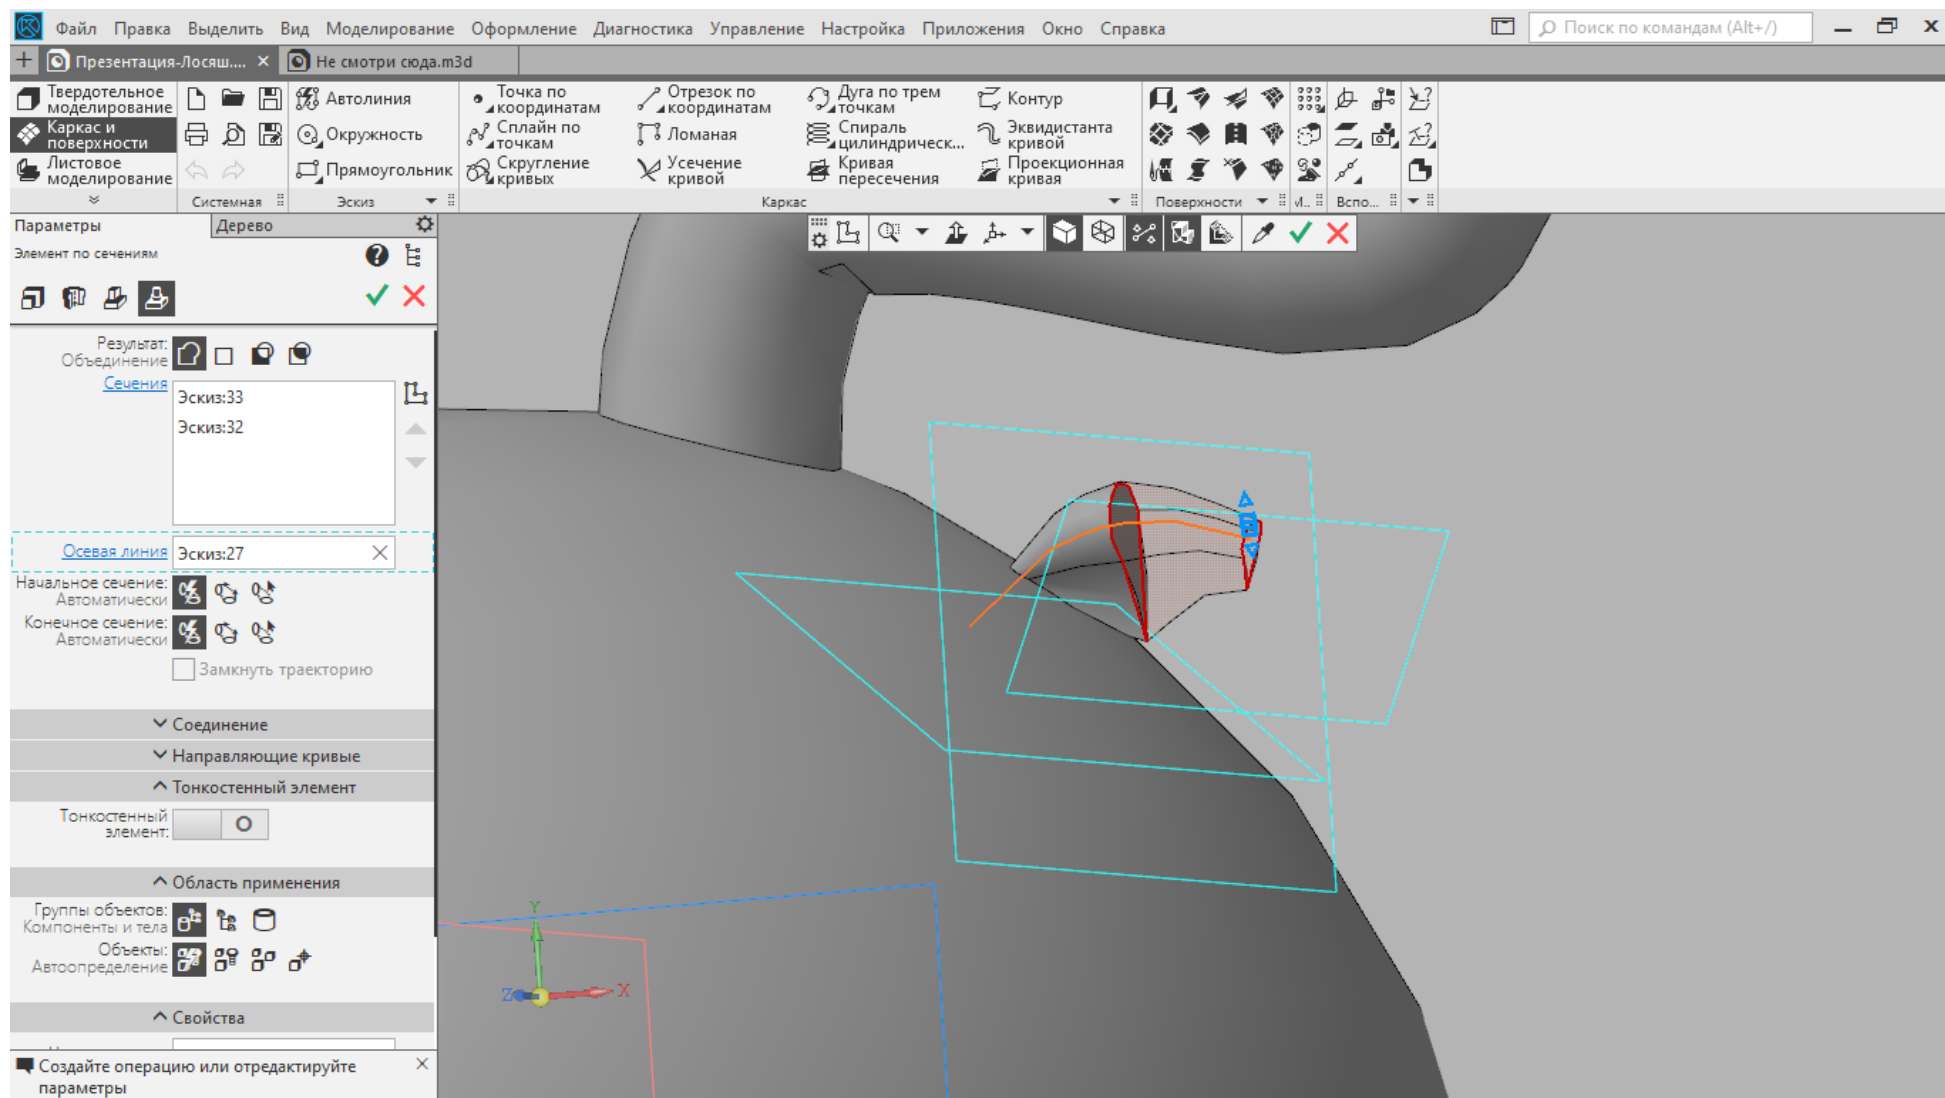 Файл Правка Выделить Вид Моделирование Оформление Диагностика Управление Настройка Приложения Окно Справка
Поиск по командам (Alt+/)
Презентация-Лосяш....
Не смотри сюда.m3d
Твердотельное
моделирование
Каркас и
поверхности
Листовое
моделирование
Системная
Автолиния
Окружность
Прямоугольник
Эскиз
Точка по
координатам
Сплайн по
точкам
Скругление
кривых
Отрезок по
координатам
Ломаная
Усечение
кривой
Дуга по трем
точкам
Спираль
цилиндрическ...
Кривая
пересечения
Контур
Эквидистанта
кривой
Проекционная
кривая
Каркас
Поверхности
И..
Вспо...
Параметры
Дерево
Элемент по сечениям
Результат:
Объединение
Сечения
Эскиз:33
Эскиз:32
Осевая линия
Эскиз:27
Начальное сечение:
Автоматически
Конечное сечение:
Автоматически
Замкнуть траекторию
Соединение
Направляющие кривые
Тонкостенный элемент
Тонкостенный
элемент:
Область применения
Группы объектов:
Компоненты и тела
Объекты:
Автоопределение
Свойства
Создайте операцию или отредактируйте
параметры
Y
Z
X